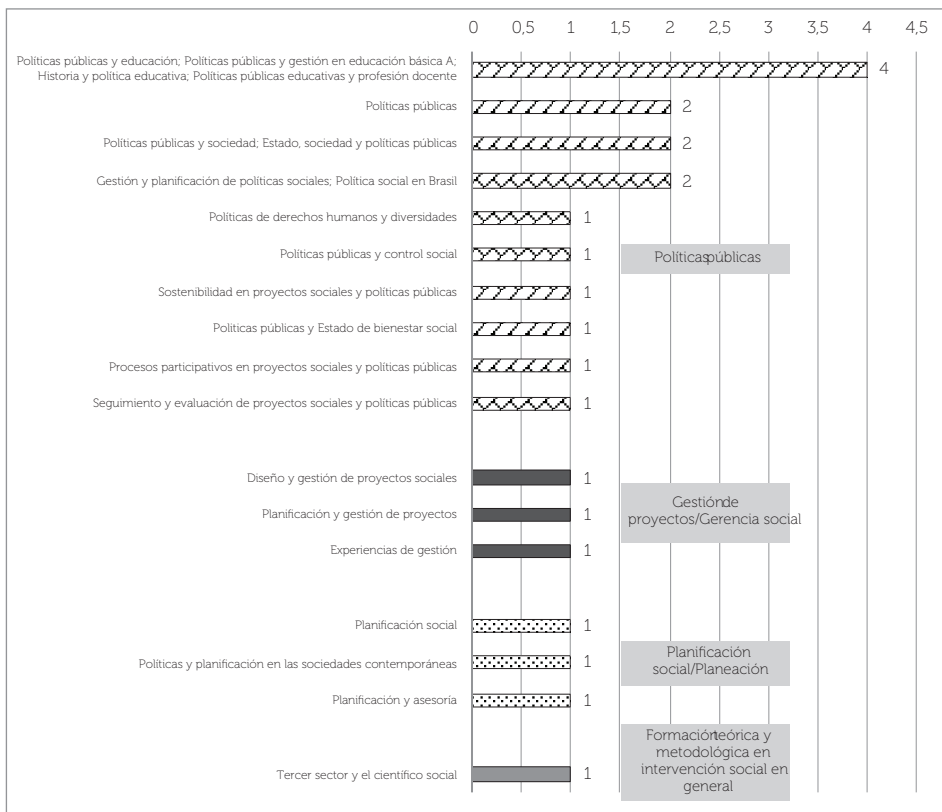 0 0,5 1 1,5 2 2,5 3 3,5 4 4,5
Políticas públicas y educación; Políticas públicas y gestión en educación básica A;
Historia y política educativa; Políticas públicas educativas y profesión docente
4
Políticas públicas
2
Políticas públicas y sociedad; Estado, sociedad y políticas públicas
2
Gestión y planificación de políticas sociales; Política social en Brasil
2
Políticas de derechos humanos y diversidades
1
Políticas públicas y control social
1
Políticaspúblicas
Sostenibilidad en proyectos sociales y políticas públicas
1
Políticas públicas y Estado de bienestar social
1
Procesos participativos en proyectos sociales y políticas públicas
1
Seguimiento y evaluación de proyectos sociales y políticas públicas
1
Diseño y gestión de proyectos sociales
1
Planificación y gestión de proyectos
1
Experiencias de gestión
1
Gestiónde
proyectos/Gerencia social
Planificación social
1
Políticas y planificación en las sociedades contemporáneas
1
Planificación y asesoría
1
Planificación
social/Planeación
Tercer sector y el científico social
1
Formaciónteórica y
metodológica en
intervención social en
general